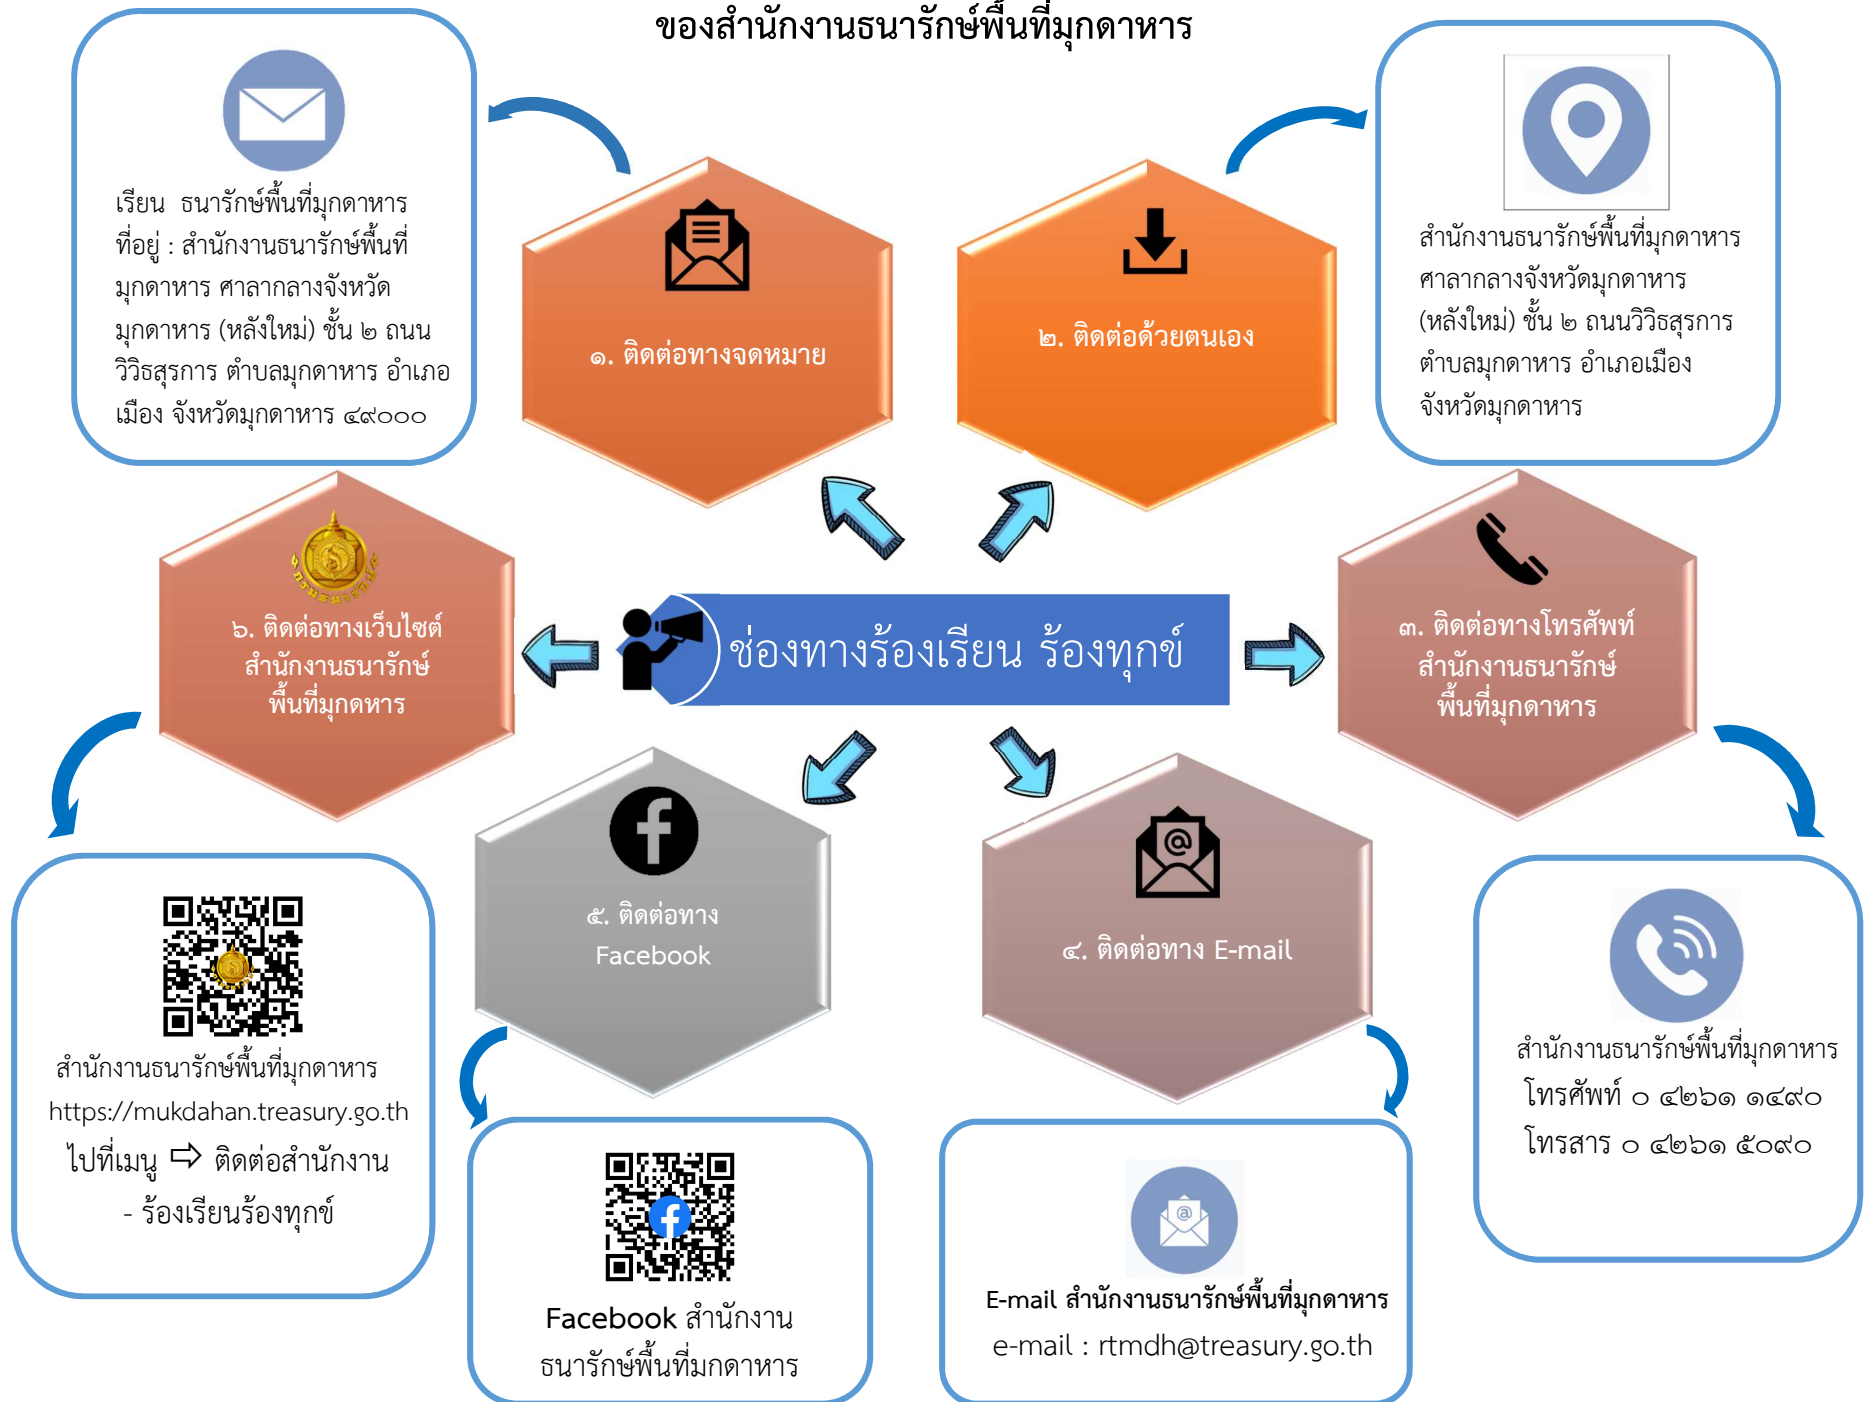 ของสำนักงานธนารักษ์พื้นที่มุกดาหาร
เรียน  ธนารักษ์พื้นที่มุกดาหาร
ที่อยู่ : สำนักงานธนารักษ์พื้นที่
มุกดาหาร ศาลากลางจังหวัด
มุกดาหาร (หลังใหม่) ชั้น ๒ ถนน
วิวิธสุรการ ตำบลมุกดาหาร อำเภอ
เมือง จังหวัดมุกดาหาร ๔๙๐๐๐
๑. ติดต่อทางจดหมาย
๒. ติดต่อด้วยตนเอง
สำนักงานธนารักษ์พื้นที่มุกดาหาร
ศาลากลางจังหวัดมุกดาหาร
(หลังใหม่) ชั้น ๒ ถนนวิวิธสุรการ
ตำบลมุกดาหาร อำเภอเมือง
จังหวัดมุกดาหาร
กรมธนารักษ์
๖. ติดต่อทางเว็บไซต์
สำนักงานธนารักษ์
พื้นที่มุกดหาร
ช่องทางร้องเรียน ร้องทุกข์
๓. ติดต่อทางโทรศัพท์
สำนักงานธนารักษ์
พื้นที่มุกดาหาร
๕. ติดต่อทาง
Facebook
๔. ติดต่อทาง E-mail
สำนักงานธนารักษ์พื้นที่มุกดาหาร
https://mukdahan.treasury.go.th
ไปที่เมนู ⇨ ติดต่อสำนักงาน
- ร้องเรียนร้องทุกข์
Facebook สำนักงาน
ธนารักษ์พื้นที่มกดาหาร
E-mail สำนักงานธนารักษ์พื้นที่มุกดาหาร
e-mail : rtmdh@treasury.go.th
สำนักงานธนารักษ์พื้นที่มุกดาหาร
โทรศัพท์ ๐ ๔๒๖๑ ๑๔๙๐
โทรสาร ๐ ๔๒๖๑ ๕๐๙๐